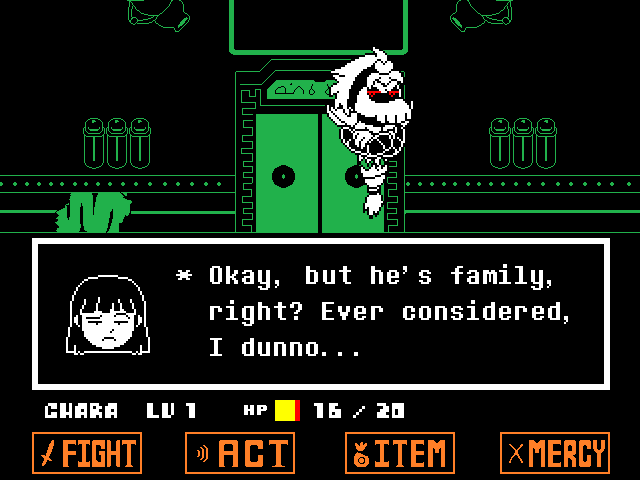 * Okay, but he's family,
right? Ever considered,
I dunno...
CHARA LV 1 HP 16 / 20
FIGHT ACT ITEM MERCY